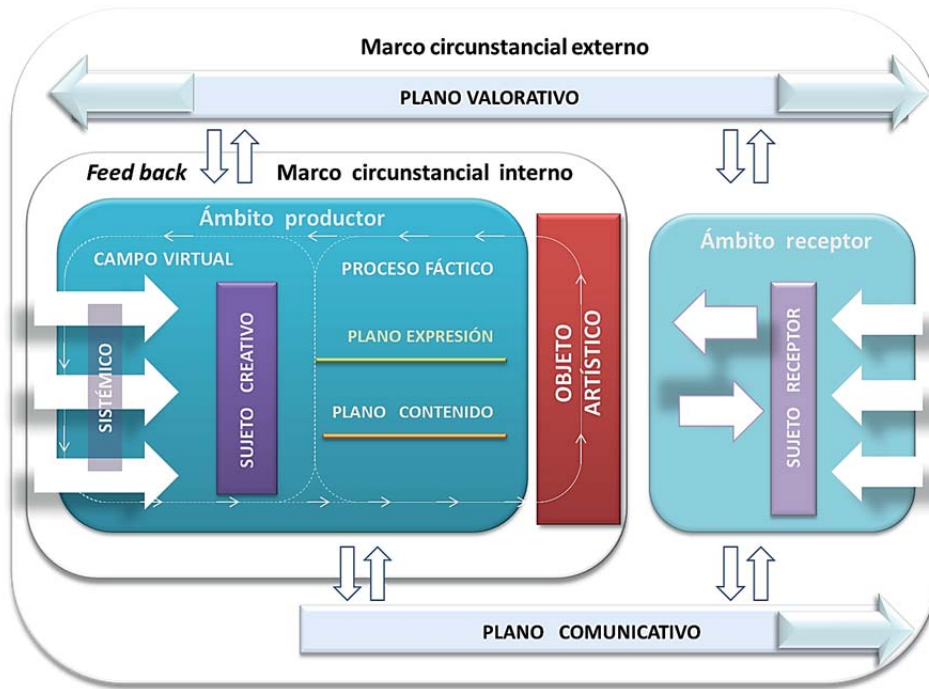 Marco circunstancial externo
PLANO VALORATIVO
Feed back
Marco circunstancial interno
Ámbito productor
CAMPO VIRTUAL
SISTÉMICO
SUJETO CREATIVO
PROCESO FÁCTICO
PLANO EXPRESIÓN
PLANO CONTENIDO
OBJETO
ARTÍSTICO
Ámbito receptor
SUJETO RECEPTOR
PLANO COMUNICATIVO